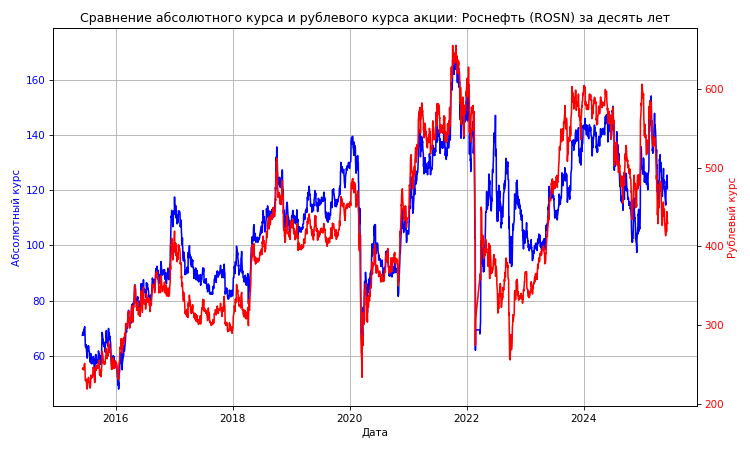 Сравнение абсолютного курса и рублевого курса акции: Роснефть (ROSN) за десять лет
Абсолютный курс
160
140
120
100
80
60
600
500
400
300
200
Рублевый курс
2016 2018 2020 2022 2024
Дата